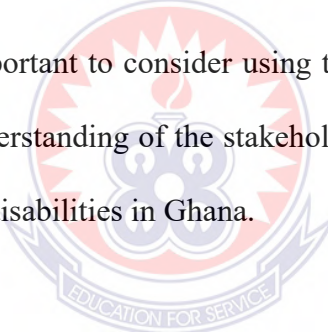 portant to consider using t
erstanding of the stakehol
isabilities in Ghana.
EDUCATION FOR SERVICE